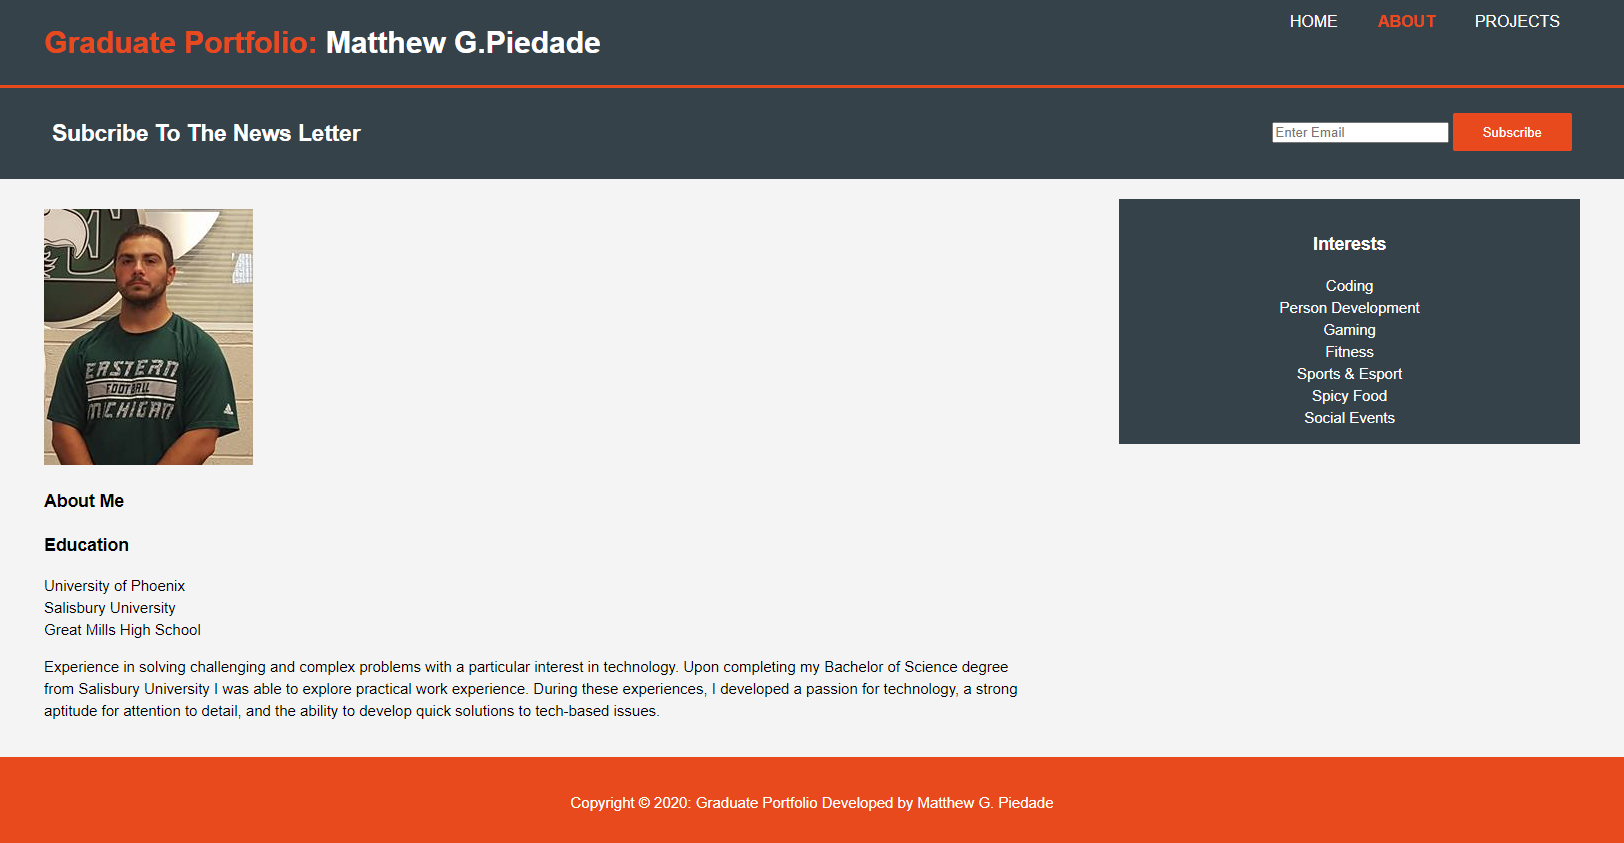 Graduate Portfolio: Matthew G.Piedade
HOME ABOUT PROJECTS
Subcribe To The News Letter
Enter Email Subscribe
EASTERN
FOOTBALL
MICHIGAN
Interests
Coding
Person Development
Gaming
Fitness
Sports & Esport
Spicy Food
Social Events
About Me
Education
University of Phoenix
Salisbury University
Great Mills High School
Experience in solving challenging and complex problems with a particular interest in technology. Upon completing my Bachelor of Science degree
from Salisbury University I was able to explore practical work experience. During these experiences, I developed a passion for technology, a strong
aptitude for attention to detail, and the ability to develop quick solutions to tech-based issues.
Copyright © 2020: Graduate Portfolio Developed by Matthew G. Piedade